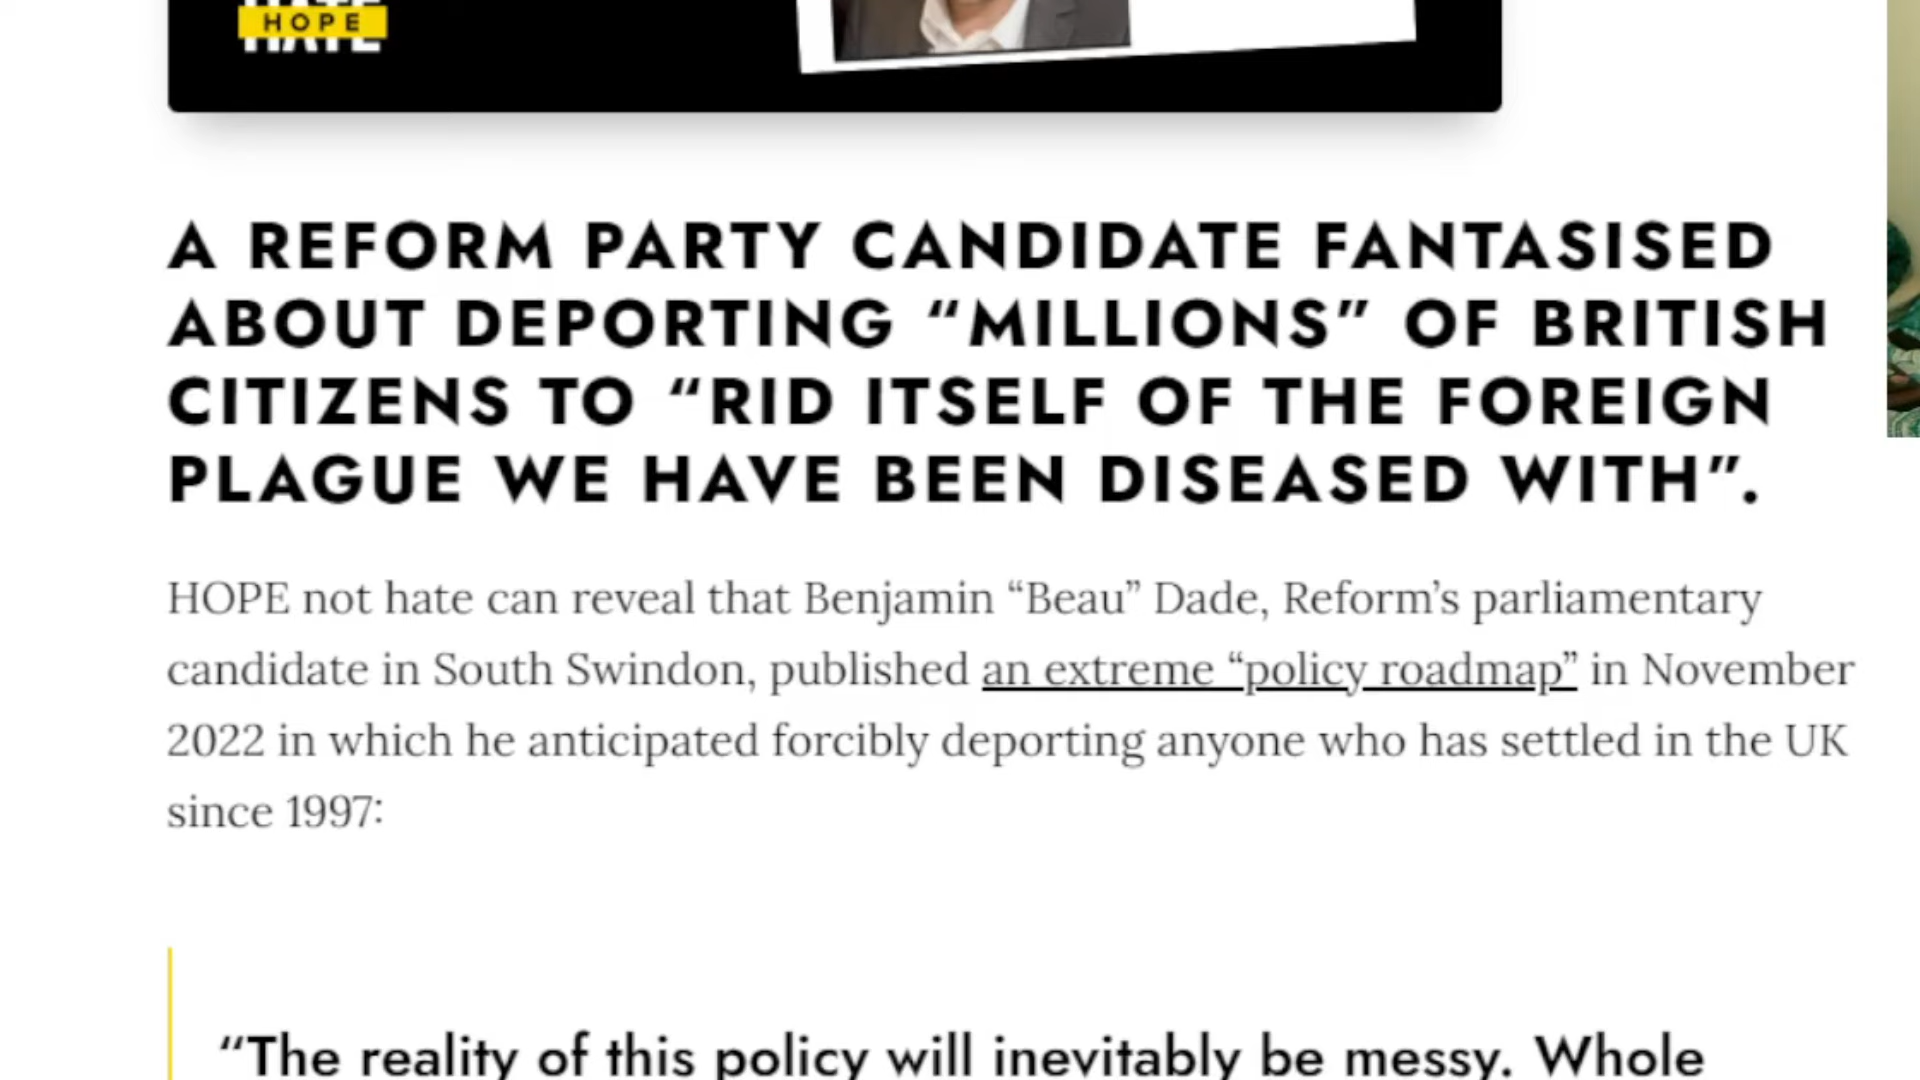 HOPE
HATE
A REFORM PARTY CANDIDATE FANTASISED
ABOUT DEPORTING “MILLIONS” OF BRITISH
CITIZENS TO “RID ITSELF OF THE FOREIGN
PLAGUE WE HAVE BEEN DISEASED WITH”.
HOPE not hate can reveal that Benjamin “Beau” Dade, Reform’s parliamentary
candidate in South Swindon, published an extreme “policy roadmap” in November
2022 in which he anticipated forcibly deporting anyone who has settled in the UK
since 1997:
“The reality of this policy will inevitably be messy. Whole